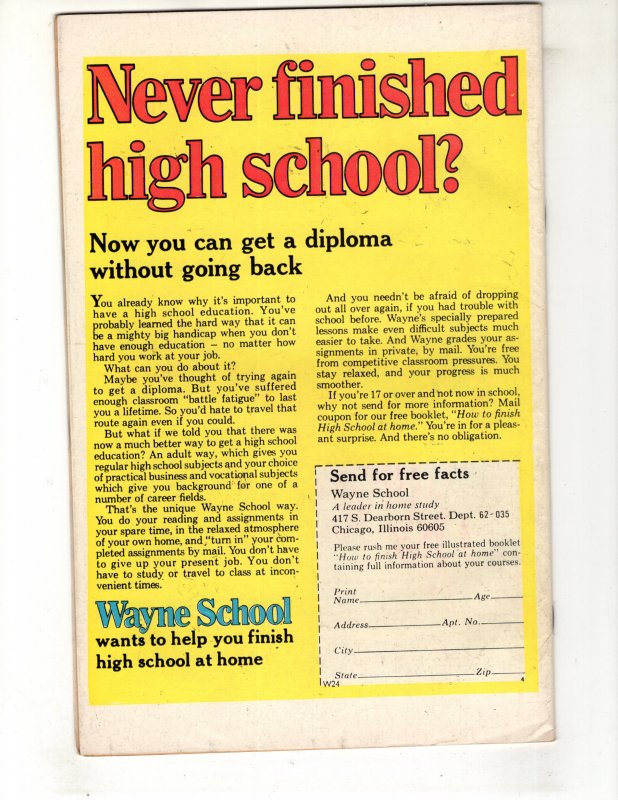 Never finished
high school?
Now you can get a diploma
without going back
You already know why it's important to
have a high school education. You've
probably learned the hard way that it can
be a mighty big handicap when you don't
have enough education – no matter how
hard you work at your job.
What can you do about it?
Maybe you've thought of trying again
to get a diploma. But you've suffered
enough classroom "battle fatigue" to last
you a lifetime. So you'd hate to travel that
route again even if you could.
But what if we told you that there was
now a much better way to get a high school
education? An adult way, which gives you
regular high school subjects and your choice
of practical business and vocational subjects
which give you background for one of a
number of career fields.
That's the unique Wayne School way.
You do your reading and assignments in
your spare time, in the relaxed atmosphere
of your own home, and "turn in" your com-
pleted assignments by mail. You don't have
to give up your present job. You don't
have to study or travel to class at incon-
venient times.
Wayne School
wants to help you finish
high school at home
And you needn't be afraid of dropping
out all over again, if you had trouble with
school before. Wayne's specially prepared
lessons make even difficult subjects much
easier to take. And Wayne grades your as-
signments in private, by mail. You're free
from competitive classroom pressures. You
stay relaxed, and your progress is much
smoother.
If you're 17 or over and not now in school,
why not send for more information? Mail
coupon for our free booklet, "How to finish
High School at home." You're in for a pleas-
ant surprise. And there's no obligation.
Send for free facts
Wayne School
A leader in home study
417 S. Dearborn Street. Dept. 62-035
Chicago, Illinois 60605
Please rush me your free illustrated booklet
"How to finish High School at home" con-
taining full information about your courses.
Print
Name Age
Address Apt. No.
City
State Zip
W24 4